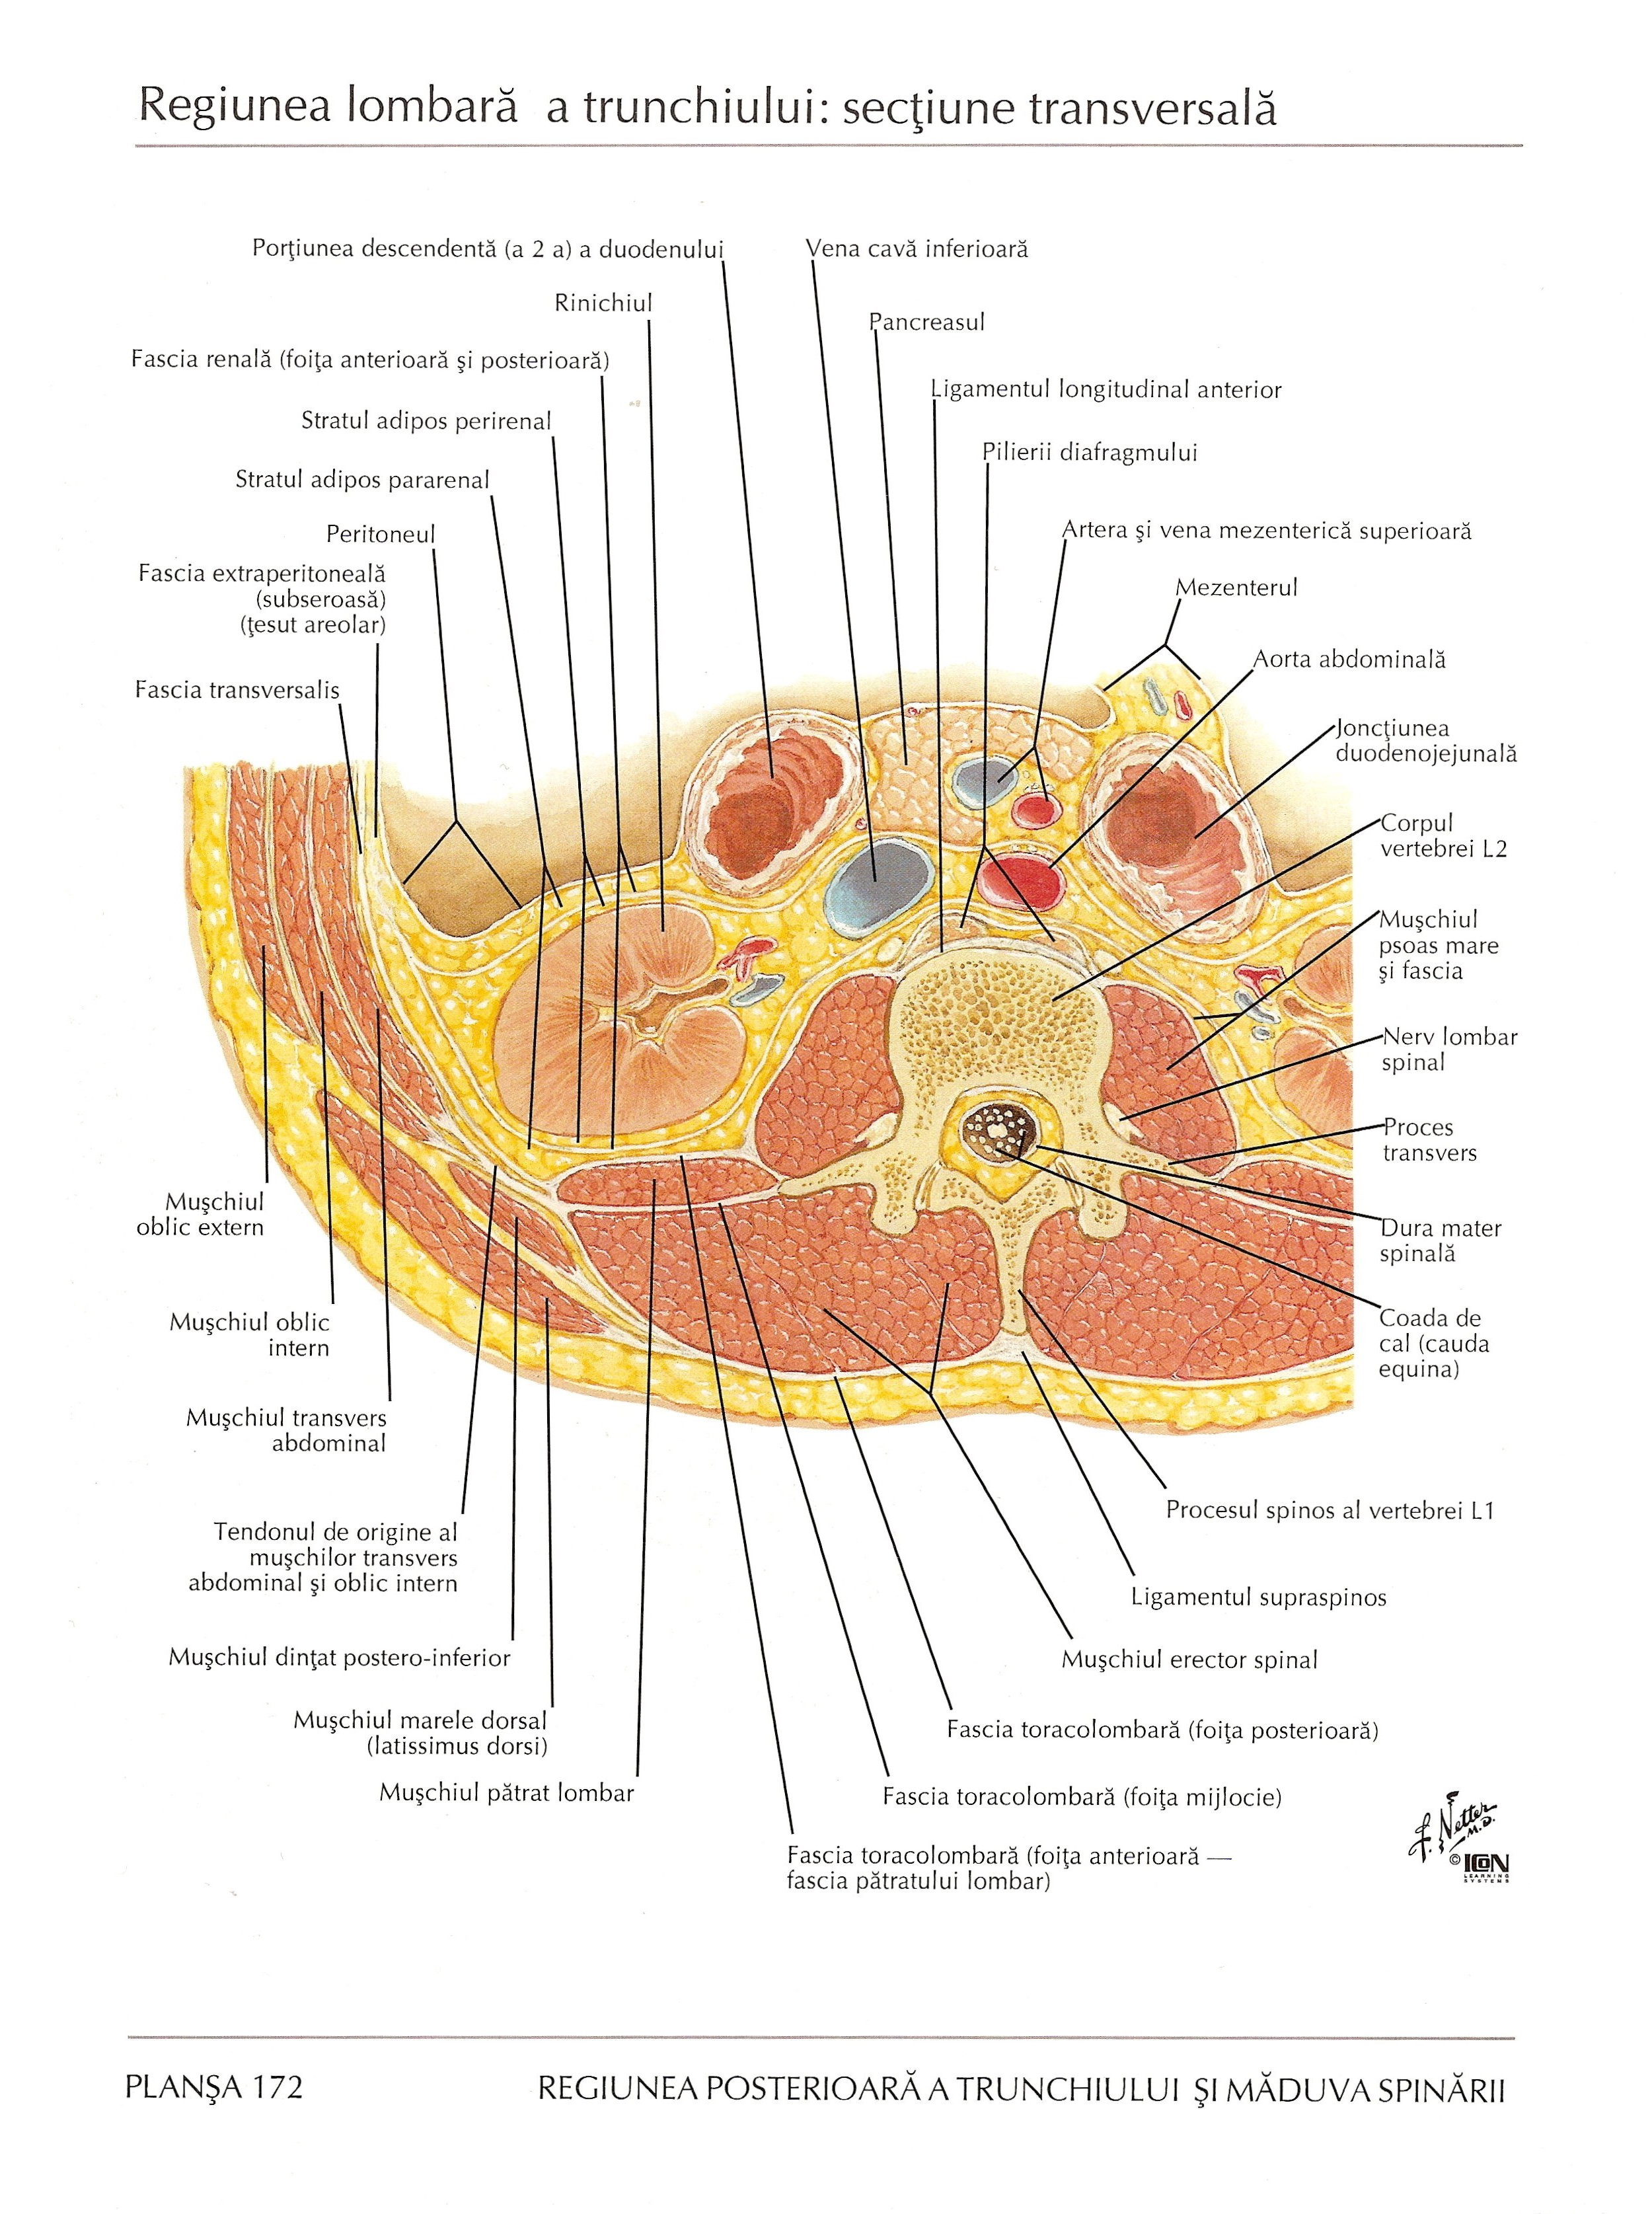 Regiunea lombară a trunchiului: secţiune transversală
Porţiunea descendentă (a 2 a) a duodenului
Vena cavă inferioară
Rinichiul
Pancreasul
Fascia renală (foiţa anterioară şi posterioară)
Ligamentul longitudinal anterior
Stratul adipos perirenal
Pilierii diafragmului
Stratul adipos pararenal
Peritoneul
Artera şi vena mezenterică superioară
Fascia extraperitoneală
(subseroasă)
(ţesut areolar)
Mezenterul
Aorta abdominală
Fascia transversalis
Joncţiunea
duodenojejunală
Corpul
vertebrei L2
Muşchiul
psoas mare
şi fascia
Nerv lombar
spinal
Proces
transvers
Muşchiul
oblic extern
Dura mater
spinală
Muşchiul oblic
intern
Coada de
cal (cauda
equina)
Muşchiul transvers
abdominal
Procesul spinos al vertebrei L1
Tendonul de origine al
muşchilor transvers
abdominal şi oblic intern
Ligamentul supraspinos
Muşchiul dinţat postero-inferior
Muşchiul erector spinal
Muşchiul marele dorsal
(latissimus dorsi)
Fascia toracolombară (foiţa posterioară)
Muşchiul pătrat lombar
Fascia toracolombară (foiţa mijlocie)
Fascia toracolombară (foiţa anterioară —
fascia pătratului lombar)
F. Netter
M.D.
© ICON
LEARNING
SYSTEMS
PLANŞA 172
REGIUNEA POSTERIOARĂ A TRUNCHIULUI ŞI MĂDUVA SPINĂRII